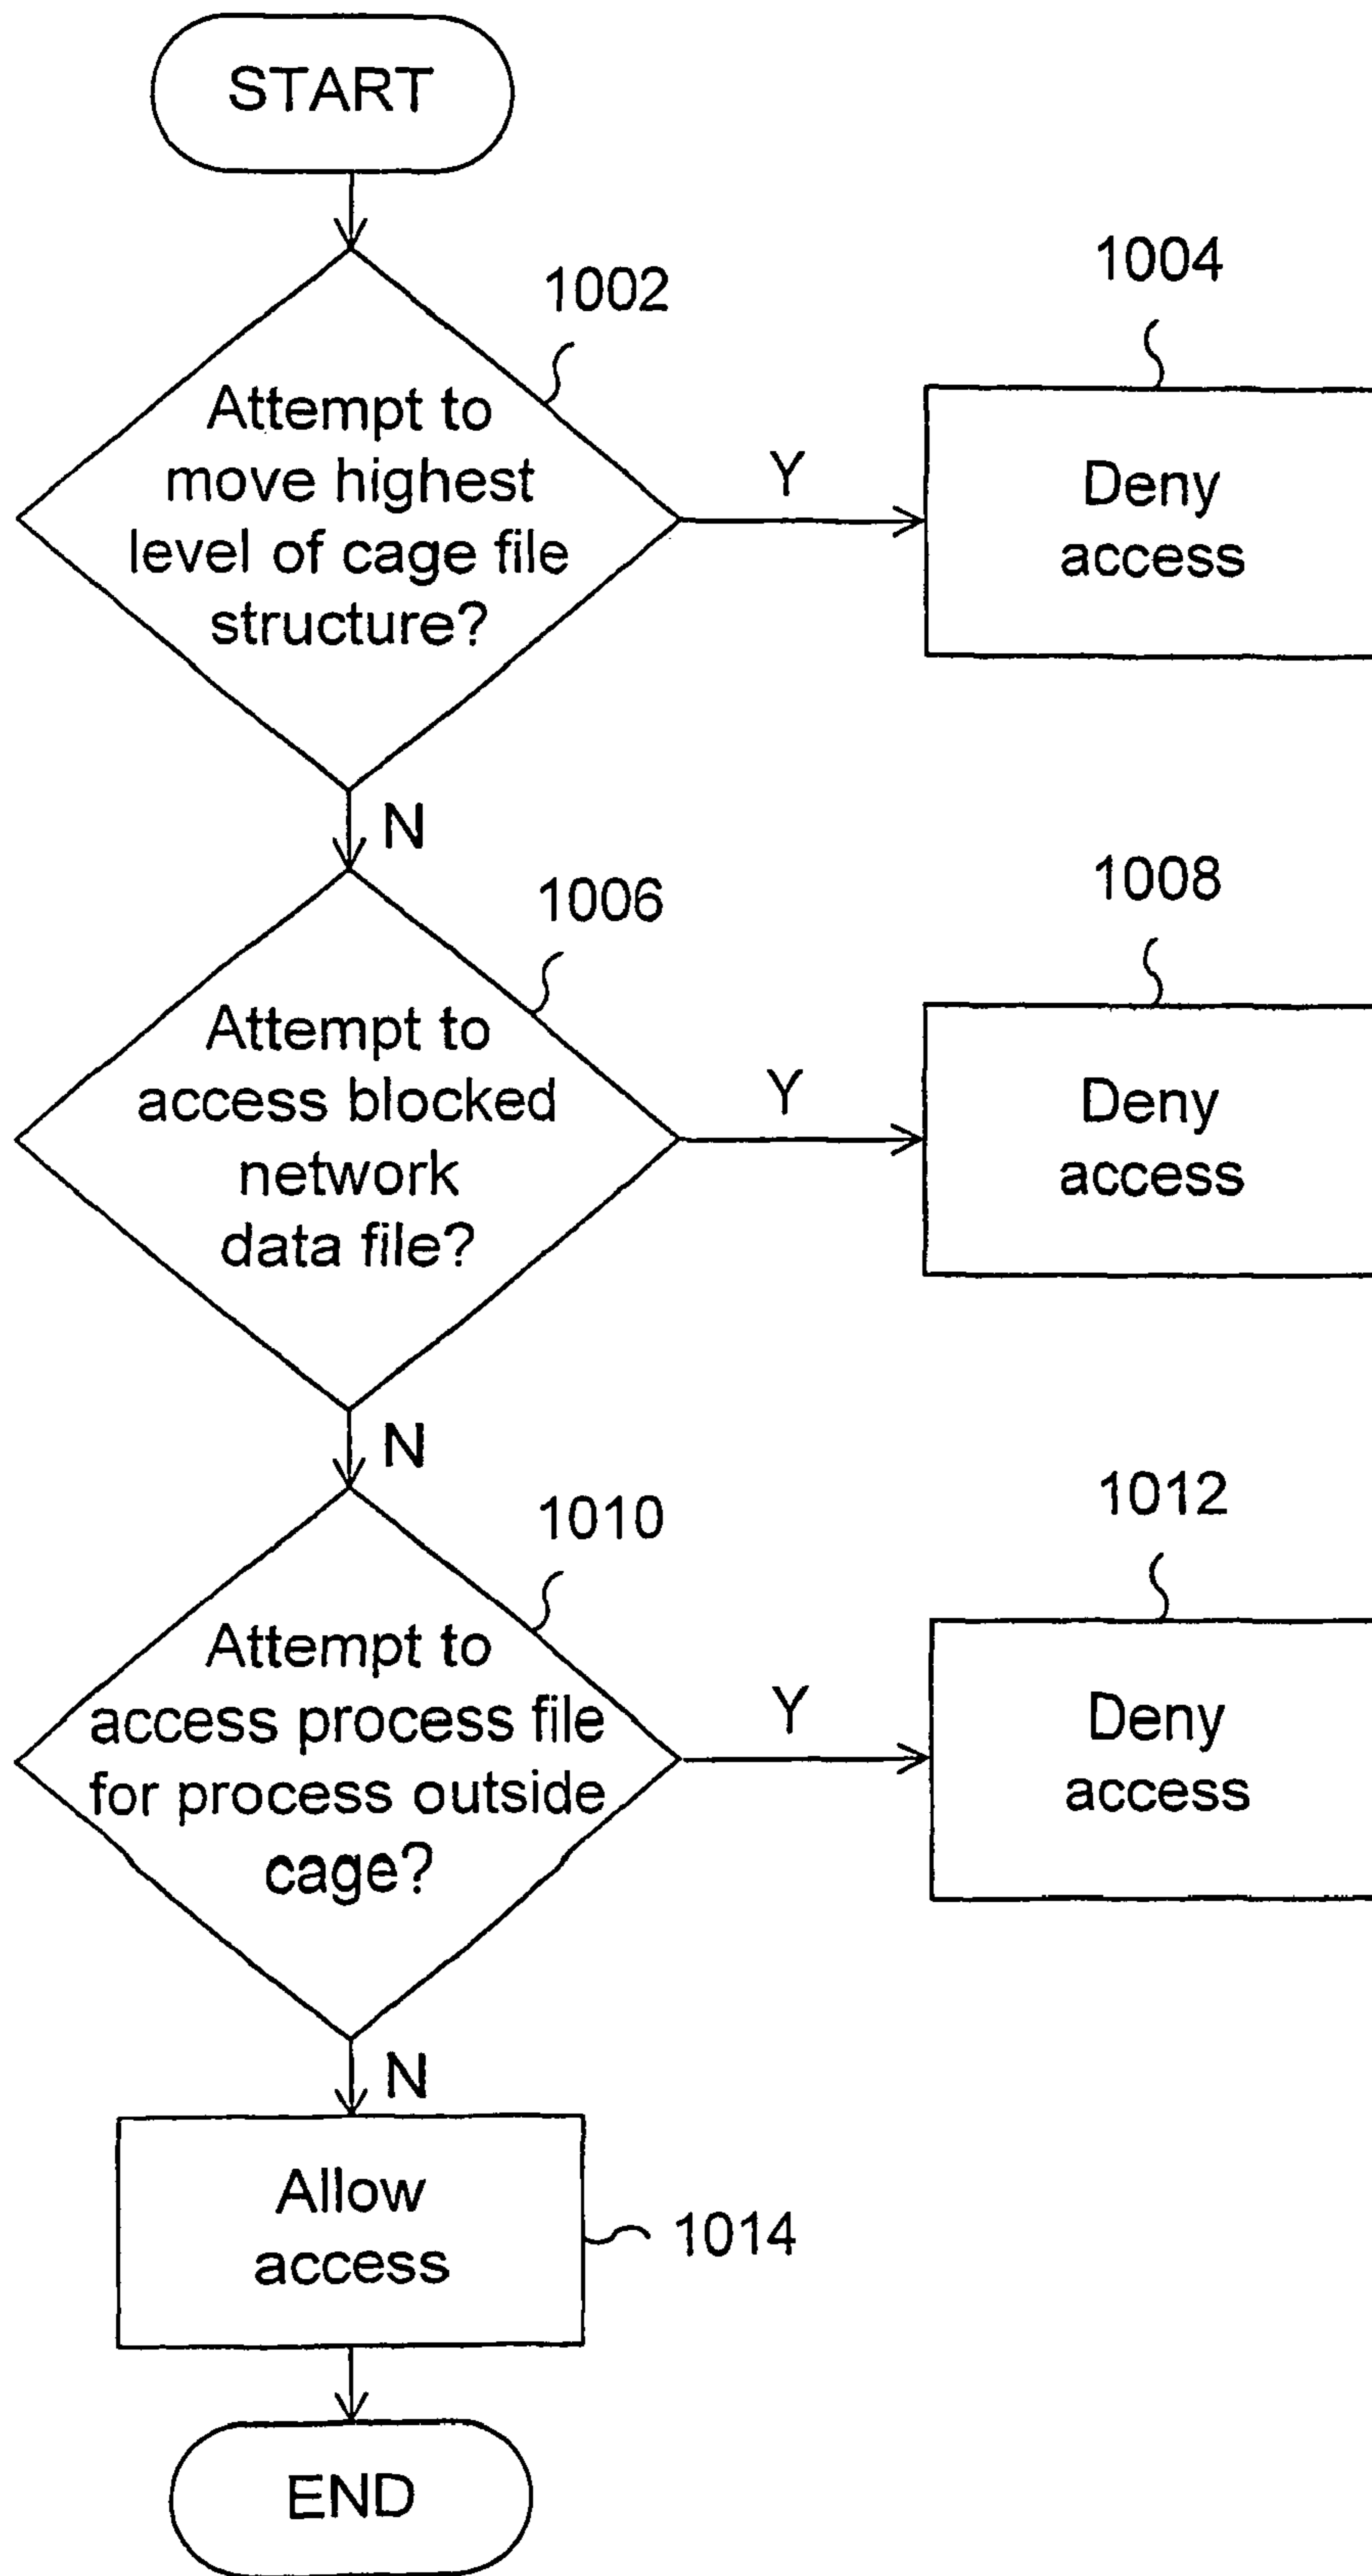 START
1002
Attempt to
move highest
level of cage file
structure?
Y
1004
Deny
access
N
1006
Attempt to
access blocked
network
data file?
Y
1008
Deny
access
N
1010
Attempt to
access process file
for process outside
cage?
Y
1012
Deny
access
N
Allow
access
1014
END